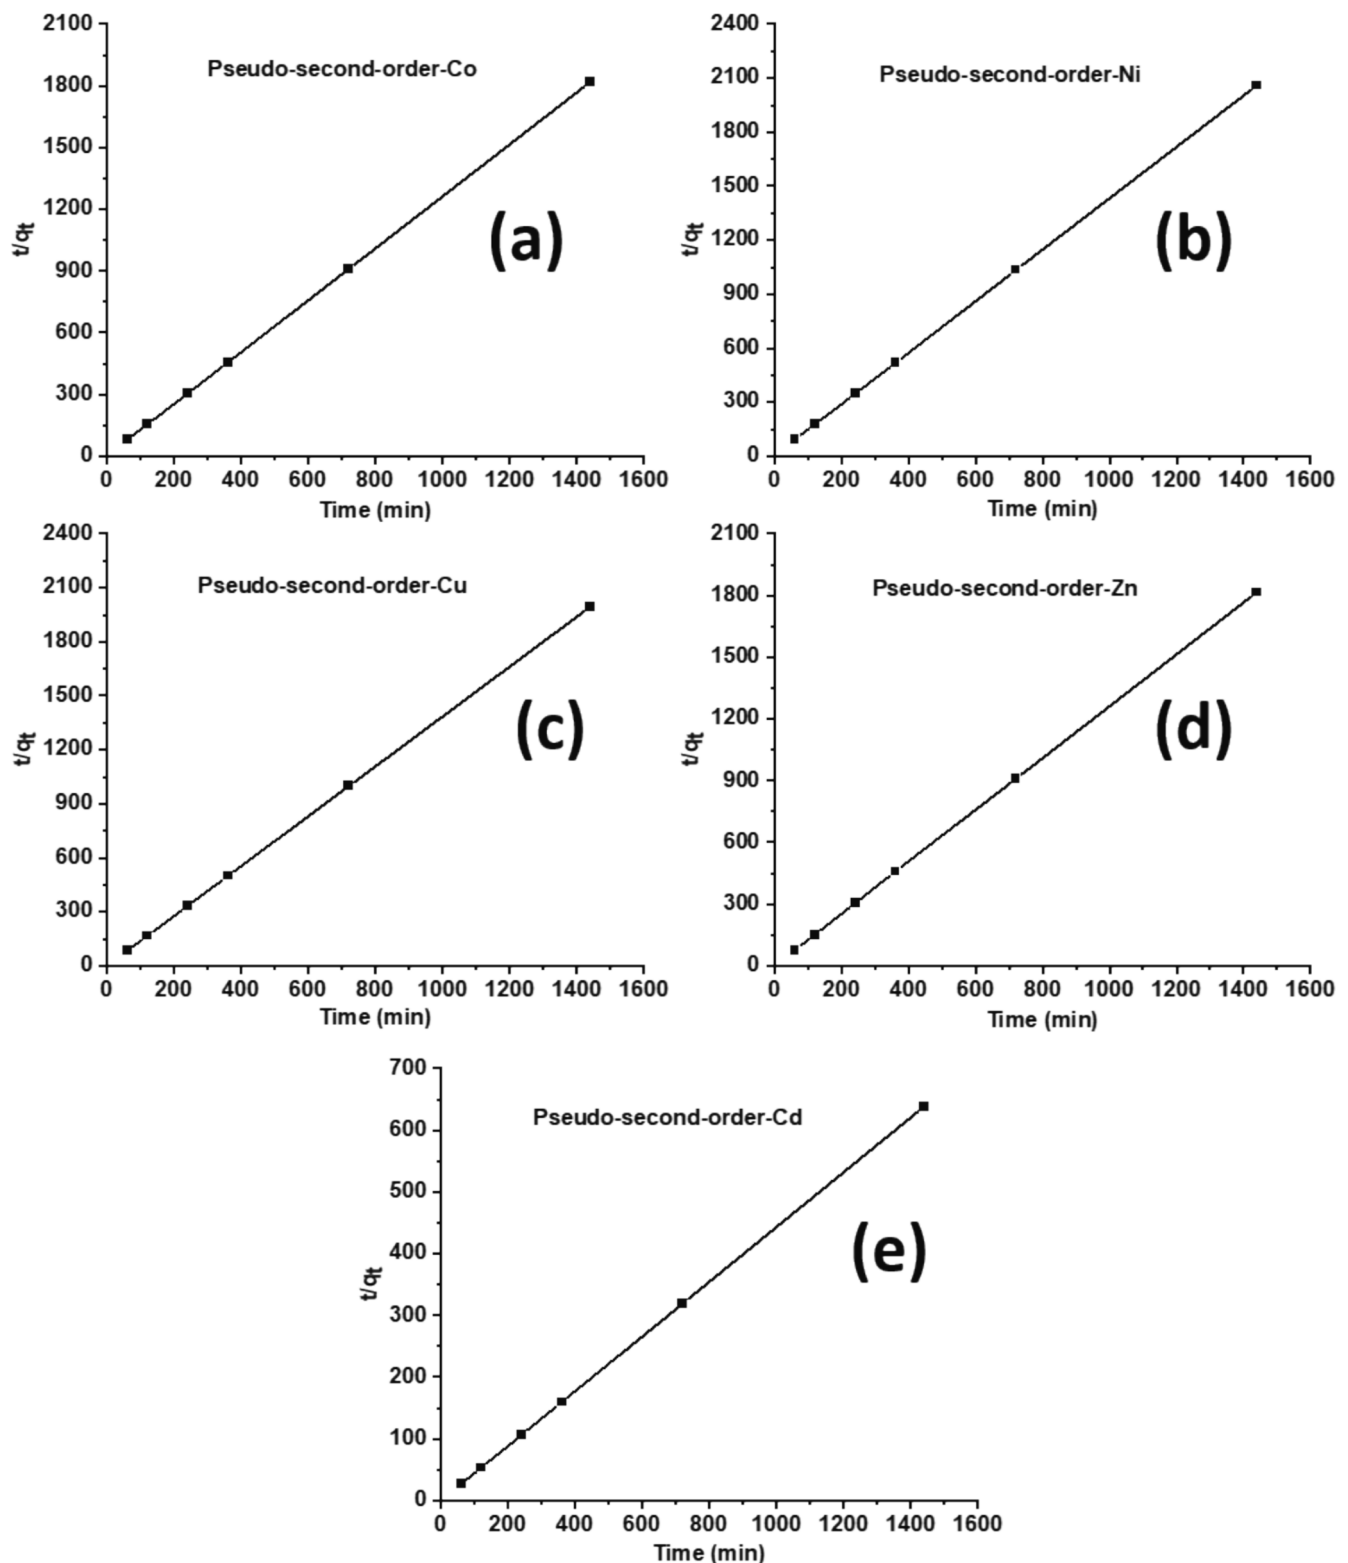 2100
1800
1500
1200
900
600
300
0
t/qt
Pseudo-second-order-Co
(a)
0 200 400 600 800 1000 1200 1400 1600
Time (min)
2400
2100
1800
1500
1200
900
600
300
0
t/qt
Pseudo-second-order-Ni
(b)
0 200 400 600 800 1000 1200 1400 1600
Time (min)
2400
2100
1800
1500
1200
900
600
300
0
t/qt
Pseudo-second-order-Cu
(c)
0 200 400 600 800 1000 1200 1400 1600
Time (min)
2100
1800
1500
1200
900
600
300
0
t/qt
Pseudo-second-order-Zn
(d)
0 200 400 600 800 1000 1200 1400 1600
Time (min)
700
600
500
400
300
200
100
0
t/qt
Pseudo-second-order-Cd
(e)
0 200 400 600 800 1000 1200 1400 1600
Time (min)